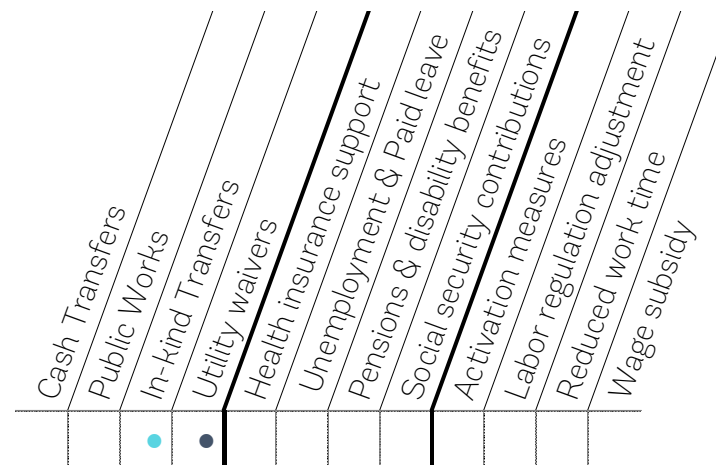 Cash Transfers
Public Works
In-kind Transfers
Utility waivers
Health insurance support
Unemployment & Paid leave
Pensions & disability benefits
Social security contributions
Activation measures
Labor regulation adjustment
Reduced work time
Wage subsidy